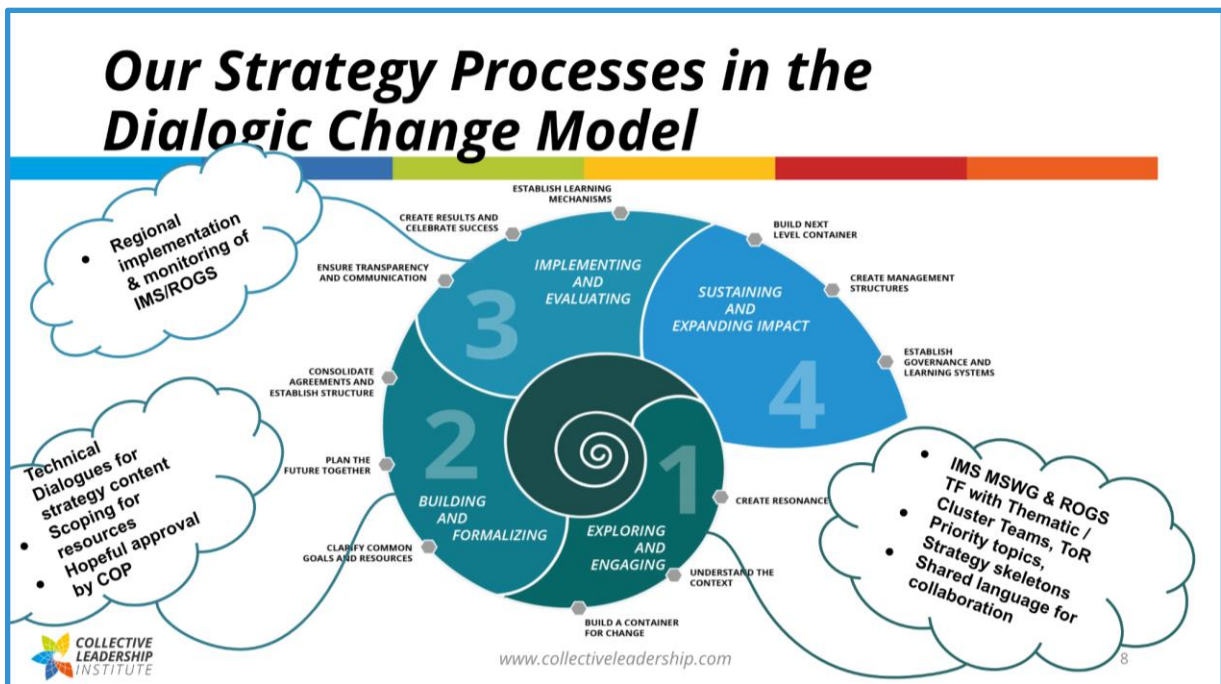 Our Strategy Processes in the
Dialogic Change Model
Regional
implementation
& monitoring of
IMS/ROGS
ESTABLISH LEARNING
MECHANISMS
CREATE RESULTS AND
CELEBRATE SUCCESS
ENSURE TRANSPARENCY
AND COMMUNICATION
3
IMPLEMENTING
AND
EVALUATING
BUILD NEXT
LEVEL CONTAINER
CREATE MANAGEMENT
STRUCTURES
ESTABLISH
GOVERNANCE AND
LEARNING SYSTEMS
SUSTAINING
AND
EXPANDING IMPACT
4
CONSOLIDATE
AGREEMENTS AND
ESTABLISH STRUCTURE
PLAN THE
FUTURE TOGETHER
CLARIFY COMMON
GOALS AND RESOURCES
2
BUILDING
AND
FORMALIZING
Technical
Dialogues for
strategy content
Scoping for
resources
Hopeful approval
by COP
1
EXPLORING
AND
ENGAGING
CREATE RESONANCE
UNDERSTAND THE
CONTEXT
BUILD A CONTAINER
FOR CHANGE
IMS MSWG & ROGS
TF with Thematic /
Cluster Teams, ToR
Priority topics,
Strategy skeletons
Shared language for
collaboration
COLLECTIVE
LEADERSHIP
INSTITUTE
www.collectiveleadership.com
8